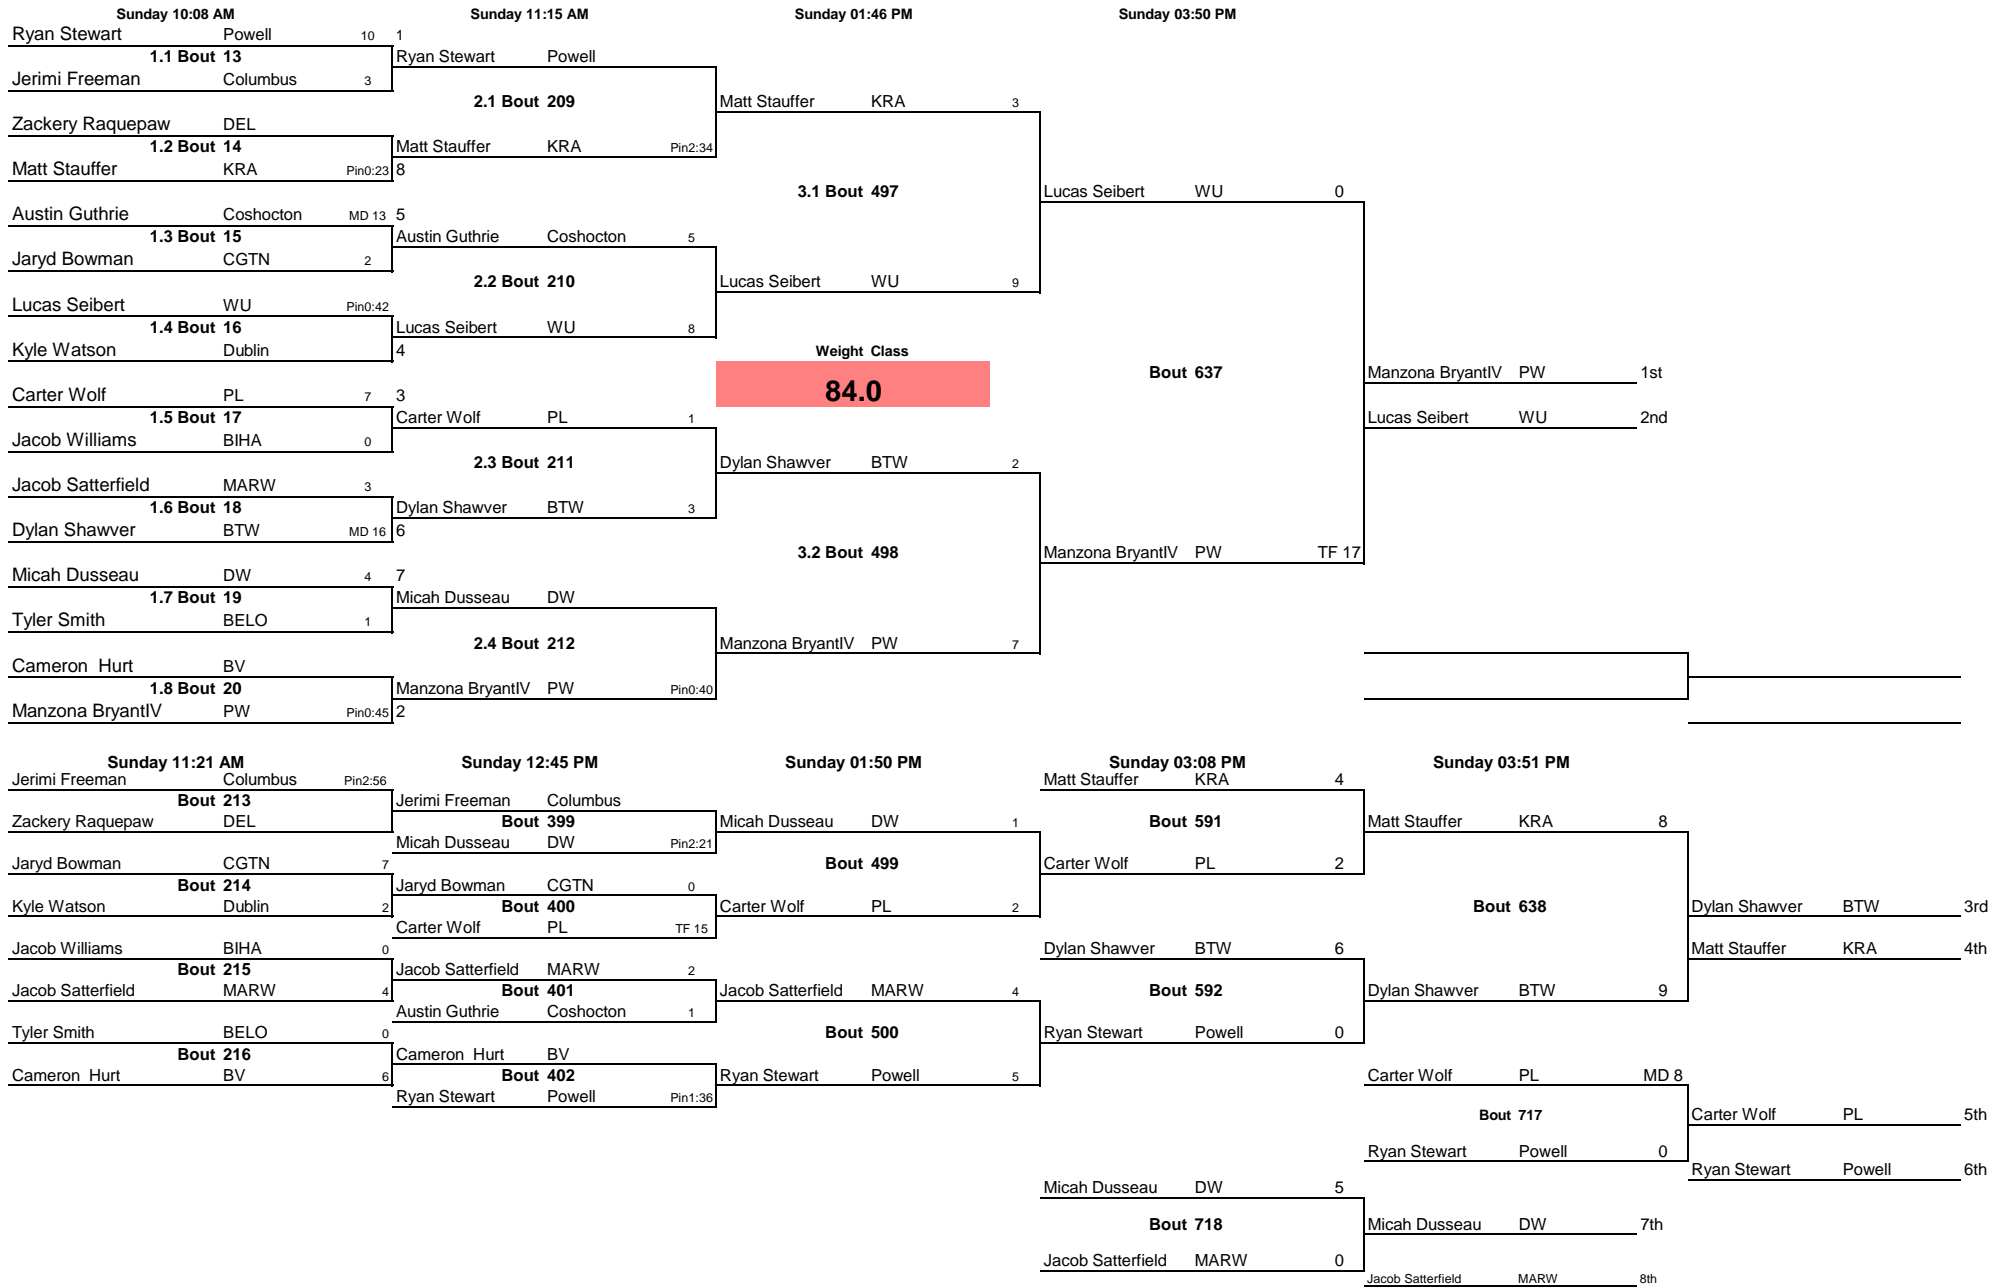 Sunday 10:08 AM Sunday 11:15 AM Sunday 01:46 PM Sunday 03:50 PM
Ryan Stewart Powell 10 1
1.1 Bout 13 Ryan Stewart Powell
Jerimi Freeman Columbus 3
2.1 Bout 209 Matt Stauffer KRA 3
Zackery Raquepaw DEL
1.2 Bout 14 Matt Stauffer KRA Pin2:34
Matt Stauffer KRA Pin0:23 8
3.1 Bout 497 Lucas Seibert WU 0
Austin Guthrie Coshocton MD 13 5
1.3 Bout 15 Austin Guthrie Coshocton 5
Jaryd Bowman CGTN 2
2.2 Bout 210 Lucas Seibert WU 9
Lucas Seibert WU Pin0:42
1.4 Bout 16 Lucas Seibert WU 8
Kyle Watson Dublin 4 Weight Class
Bout 637 Manzona BryantIV PW 1st
Carter Wolf PL 7 3 84.0
1.5 Bout 17 Carter Wolf PL 1 Lucas Seibert WU 2nd
Jacob Williams BIHA 0
2.3 Bout 211 Dylan Shawver BTW 2
Jacob Satterfield MARW 3
1.6 Bout 18 Dylan Shawver BTW 3
Dylan Shawver BTW MD 16 6
3.2 Bout 498 Manzona BryantIV PW TF 17
Micah Dusseau DW 4 7
1.7 Bout 19 Micah Dusseau DW
Tyler Smith BELO 1
2.4 Bout 212 Manzona BryantIV PW 7
Cameron Hurt BV
1.8 Bout 20 Manzona BryantIV PW Pin0:40
Manzona BryantIV PW Pin0:45 2
Sunday 11:21 AM Sunday 12:45 PM Sunday 01:50 PM Sunday 03:08 PM Sunday 03:51 PM
Jerimi Freeman Columbus Pin2:56 Matt Stauffer KRA 4
Bout 213 Jerimi Freeman Columbus
Zackery Raquepaw DEL Bout 399 Micah Dusseau DW 1 Bout 591 Matt Stauffer KRA 8
Micah Dusseau DW Pin2:21
Jaryd Bowman CGTN 7 Bout 499 Carter Wolf PL 2
Bout 214 Jaryd Bowman CGTN 0
Kyle Watson Dublin 2 Bout 400 Carter Wolf PL 2 Bout 638 Dylan Shawver BTW 3rd
Carter Wolf PL TF 15
Jacob Williams BIHA 0 Dylan Shawver BTW 6 Matt Stauffer KRA 4th
Bout 215 Jacob Satterfield MARW 2
Jacob Satterfield MARW 4 Bout 401 Jacob Satterfield MARW 4 Bout 592 Dylan Shawver BTW 9
Austin Guthrie Coshocton 1
Tyler Smith BELO 0 Bout 500 Ryan Stewart Powell 0
Bout 216 Cameron Hurt BV
Cameron Hurt BV 6 Bout 402 Ryan Stewart Powell 5 Carter Wolf PL MD 8
Ryan Stewart Powell Pin1:36
Bout 717 Carter Wolf PL 5th
Ryan Stewart Powell 0
Ryan Stewart Powell 6th
Micah Dusseau DW 5
Bout 718 Micah Dusseau DW 7th
Jacob Satterfield MARW 0
Jacob Satterfield MARW 8th